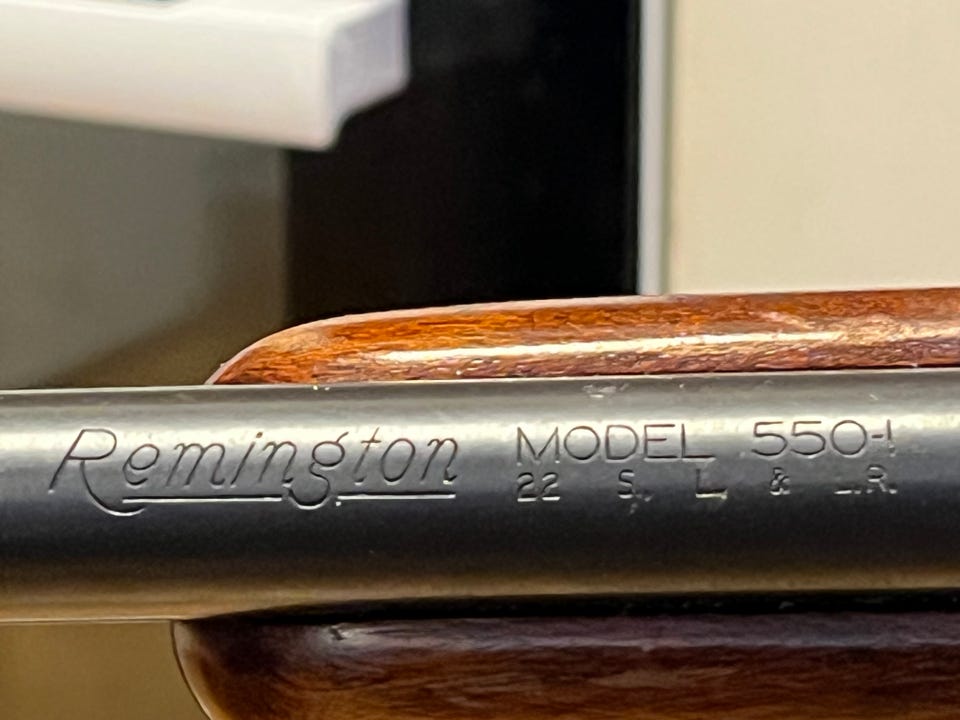 Remington
MODEL 550-1
22 S, L, & L.R.